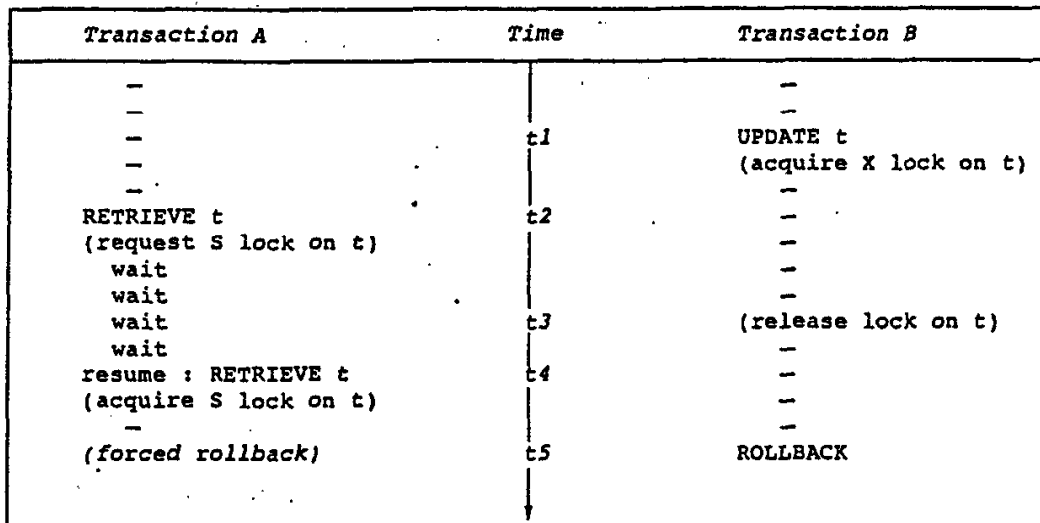 Transaction A Time Transaction B
– –
– –
– t1 UPDATE t
– (acquire X lock on t)
– –
RETRIEVE t t2 –
(request S lock on t) –
wait –
wait –
wait t3 (release lock on t)
wait –
resume : RETRIEVE t t4 –
(acquire S lock on t) –
– –
(forced rollback) t5 ROLLBACK